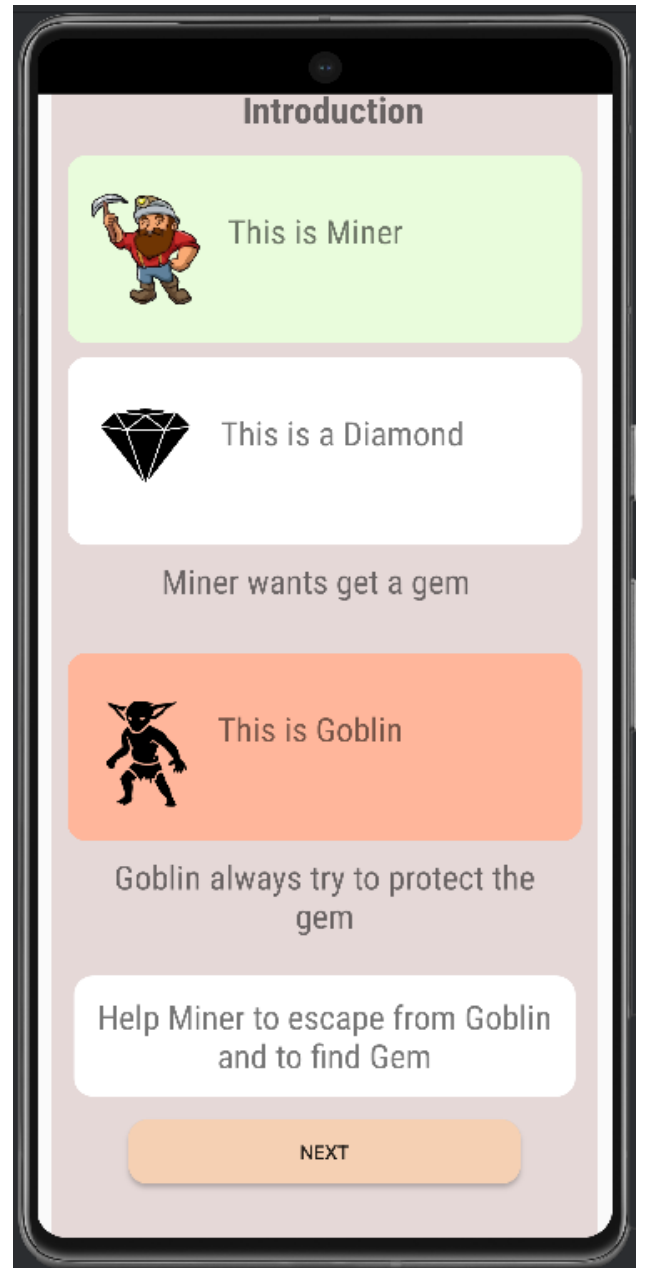 Introduction
This is Miner
This is a Diamond
Miner wants get a gem
This is Goblin
Goblin always try to protect the
gem
Help Miner to escape from Goblin
and to find Gem
NEXT